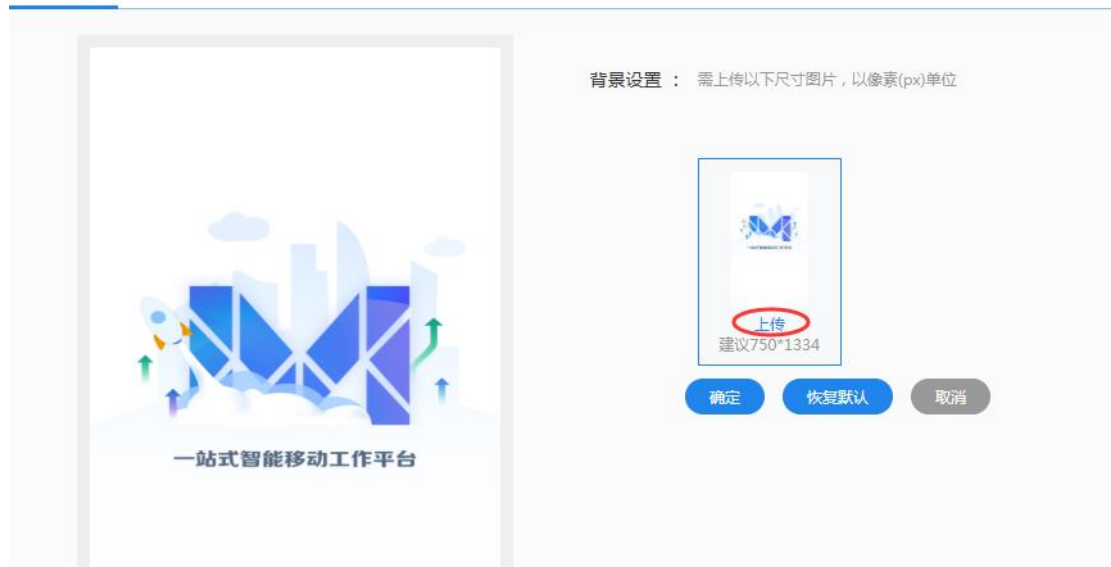 背景设置 ： 需上传以下尺寸图片，以像素(px)单位
上传
建议750*1334
确定 恢复默认 取消
一站式智能移动工作平台